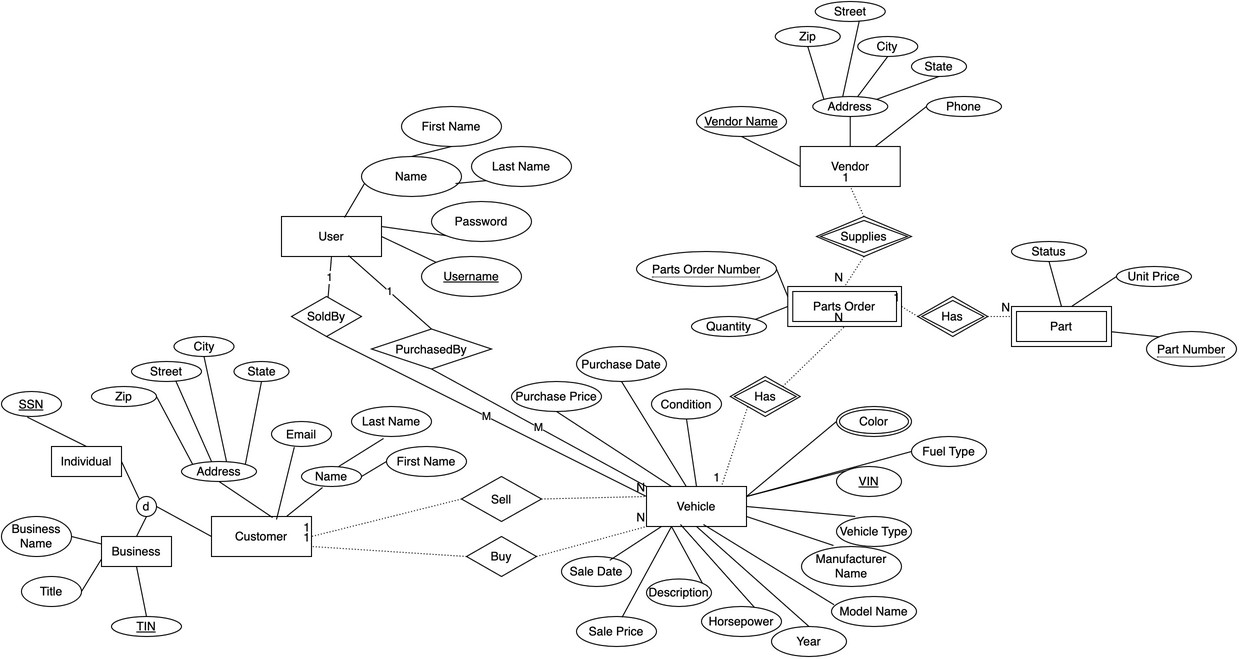 Street
Zip
City
State
Address
Phone
Vendor Name
Vendor
1
First Name
Name
Last Name
Password
User
Username
Supplies
N
Parts Order Number
Parts Order
1
N
Quantity
Has
N
Status
Unit Price
Part
Part Number
1
1
SoldBy
PurchasedBy
M
M
City
Street
State
Zip
SSN
Individual
Address
Email
Last Name
Name
First Name
d
Business
Name
Business
Title
TIN
Customer
1
1
Sell
Buy
Purchase Date
Purchase Price
Condition
Has
1
Color
Fuel Type
VIN
N
N
Vehicle
Vehicle Type
Manufacturer
Name
Model Name
Year
Horsepower
Description
Sale Date
Sale Price